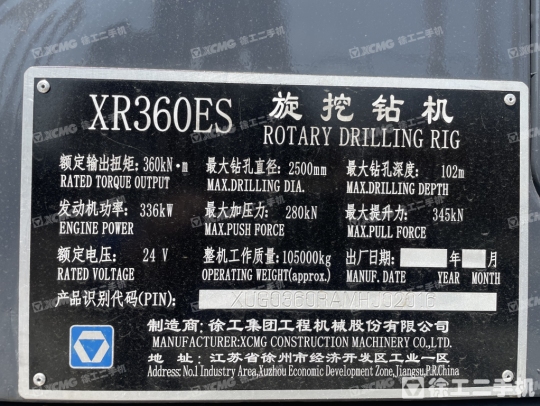 XR360ES 旋挖钻机
ROTARY DRILLING RIG
额定输出扭矩: 360kN·m 最大钻孔直径: 2500mm 最大钻孔深度: 102m
RATED TORQUE OUTPUT MAX.DRILLING DIA. MAX.DRILLING DEPTH
发动机功率: 336kW 最大加压力: 280kN 最大提升力: 345kN
ENGINE POWER MAX.PUSH FORCE MAX.PULL FORCE
额定电压: 24 V 整机工作质量: 105000kg 出厂日期: 年 月
RATED VOLTAGE OPERATING WEIGHT(approx.) MANUF. DATE YEAR MONTH
产品识别代码(PIN):
制造商: 徐工集团工程机械股份有限公司
MANUFACTURER:XCMG CONSTRUCTION MACHINERY CO.,LTD.
地 址: 江苏省徐州市经济开发区工业一区
Address: No.1 Industry Area,Xuzhou Economic Development Zone,Jiangsu,P.R.China
XCMG 徐工二手机